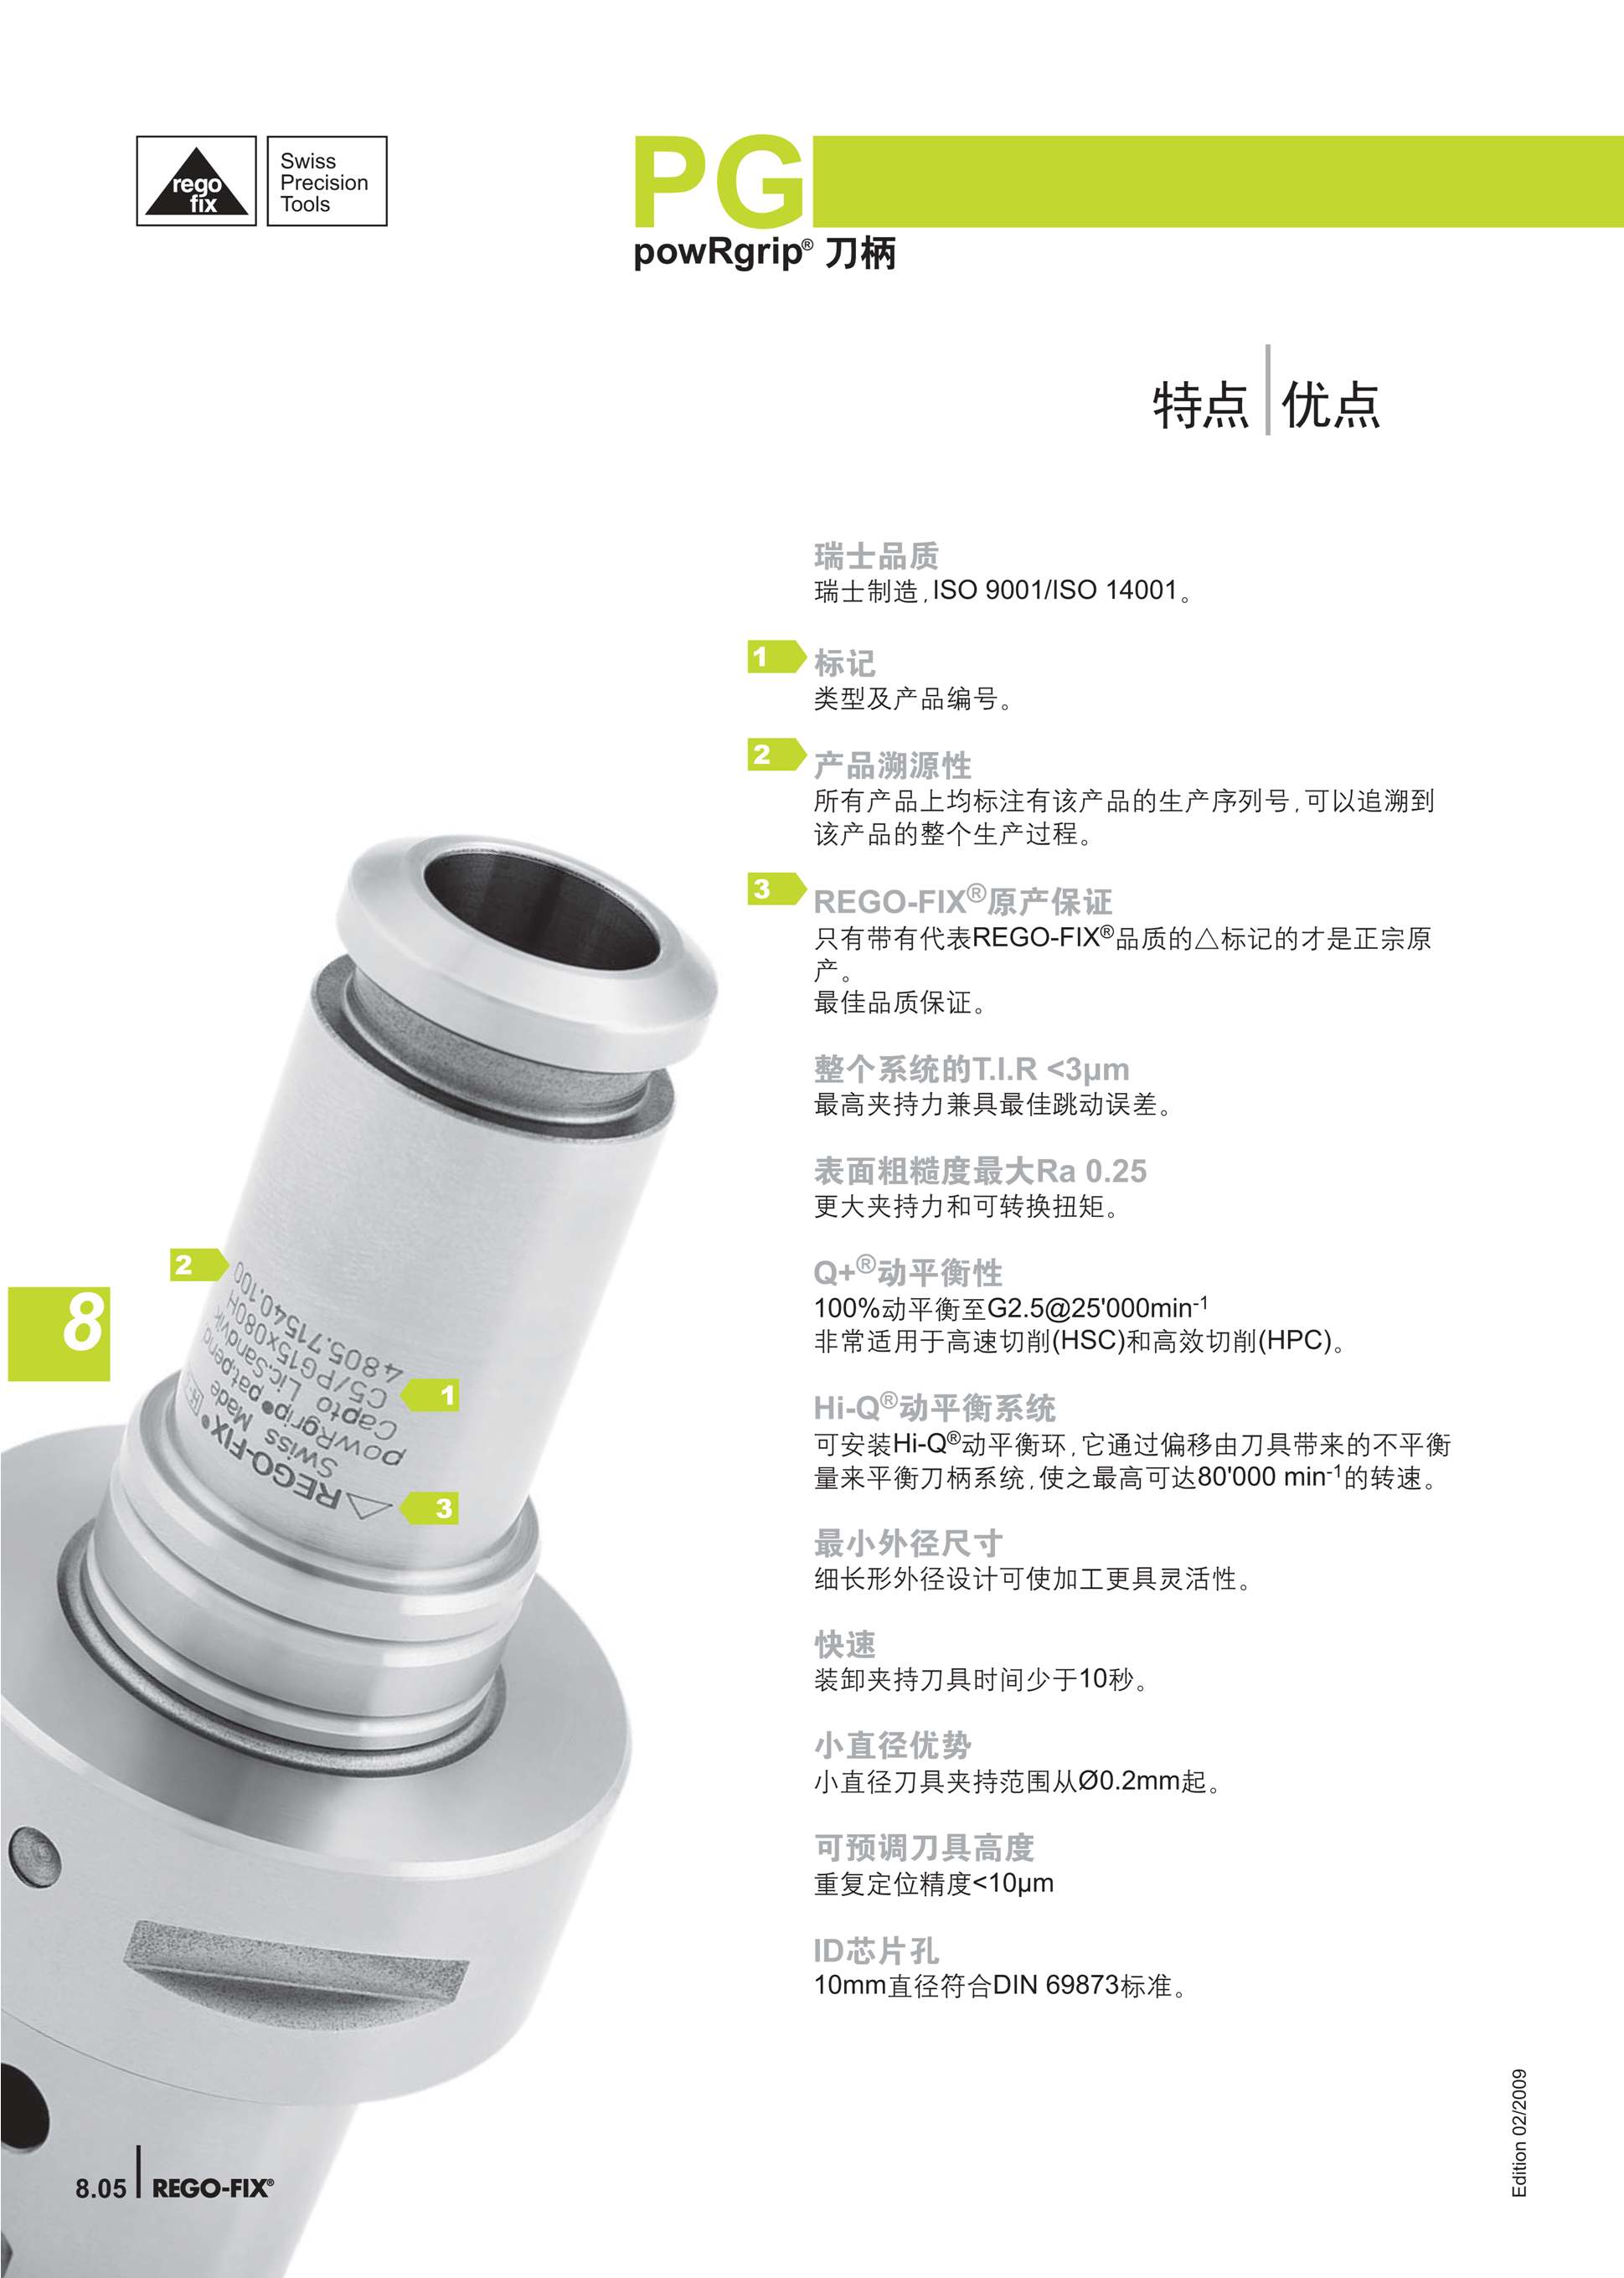 rego
fix
Swiss
Precision
Tools
PG
powRgrip® 刀柄
特点 优点
瑞士品质
瑞士制造,ISO 9001/ISO 14001。
1 标记
类型及产品编号。
2 产品溯源性
所有产品上均标注有该产品的生产序列号,可以追溯到
该产品的整个生产过程。
3 REGO-FIX®原产保证
只有带有代表REGO-FIX®品质的△标记的才是正宗原
产。
最佳品质保证。
整个系统的T.I.R <3µm
最高夹持力兼具最佳跳动误差。
表面粗糙度最大Ra 0.25
更大夹持力和可转换扭矩。
Q+®动平衡性
100%动平衡至G2.5@25'000min-1
非常适用于高速切削(HSC)和高效切削(HPC)。
Hi-Q®动平衡系统
可安装Hi-Q®动平衡环,它通过偏移由刀具带来的不平衡
量来平衡刀柄系统,使之最高可达80'000 min-1的转速。
最小外径尺寸
细长形外径设计可使加工更具灵活性。
快速
装卸夹持刀具时间少于10秒。
小直径优势
小直径刀具夹持范围从Ø0.2mm起。
可预调刀具高度
重复定位精度<10µm
ID芯片孔
10mm直径符合DIN 69873标准。
2
8
1
3
REGO-FIX®
Swiss Made
powRgrip® pat.pend.
Capto Lic.Sandvik
C5/PG15x080H
4805.71540.100
8.05 REGO-FIX®
Edition 02/2009